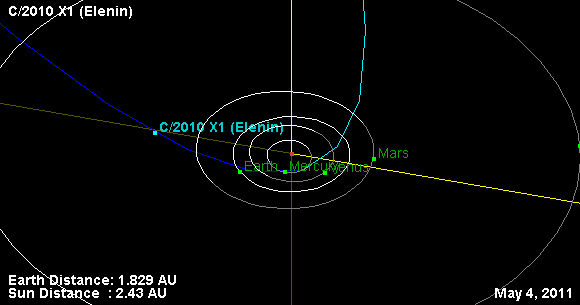 C/2010 X1 (Elenin)
C/2010 X1 (Elenin)
Mars
Earth Mercury Venus
Earth Distance: 1.829 AU
Sun Distance : 2.43 AU
May 4, 2011